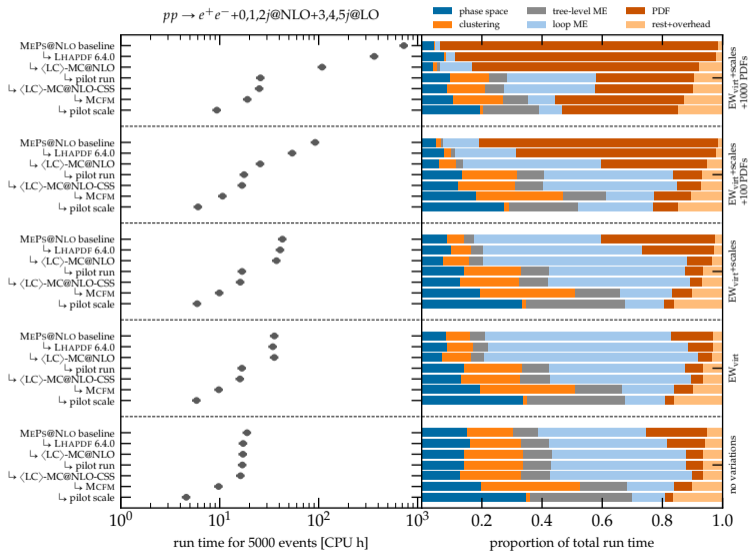 pp → e⁺e⁻+0,1,2j@NLO+3,4,5j@LO
phase space
tree-level ME
PDF
clustering
loop ME
rest+overhead
MEPS@NLO baseline
↳ LHAPDF 6.4.0
↳ ⟨LC⟩-MC@NLO
↳ pilot run
↳ ⟨LC⟩-MC@NLO-CSS
↳ MCFM
↳ pilot scale
EWvirt+scales
+1000 PDFs
MEPS@NLO baseline
↳ LHAPDF 6.4.0
↳ ⟨LC⟩-MC@NLO
↳ pilot run
↳ ⟨LC⟩-MC@NLO-CSS
↳ MCFM
↳ pilot scale
EWvirt+scales
+100 PDFs
MEPS@NLO baseline
↳ LHAPDF 6.4.0
↳ ⟨LC⟩-MC@NLO
↳ pilot run
↳ ⟨LC⟩-MC@NLO-CSS
↳ MCFM
↳ pilot scale
EWvirt+scales
MEPS@NLO baseline
↳ LHAPDF 6.4.0
↳ ⟨LC⟩-MC@NLO
↳ pilot run
↳ ⟨LC⟩-MC@NLO-CSS
↳ MCFM
↳ pilot scale
EWvirt
MEPS@NLO baseline
↳ LHAPDF 6.4.0
↳ ⟨LC⟩-MC@NLO
↳ pilot run
↳ ⟨LC⟩-MC@NLO-CSS
↳ MCFM
↳ pilot scale
no variations
10⁰ 10¹ 10² 10³ 0.2 0.4 0.6 0.8 1.0
run time for 5000 events [CPU h]
proportion of total run time